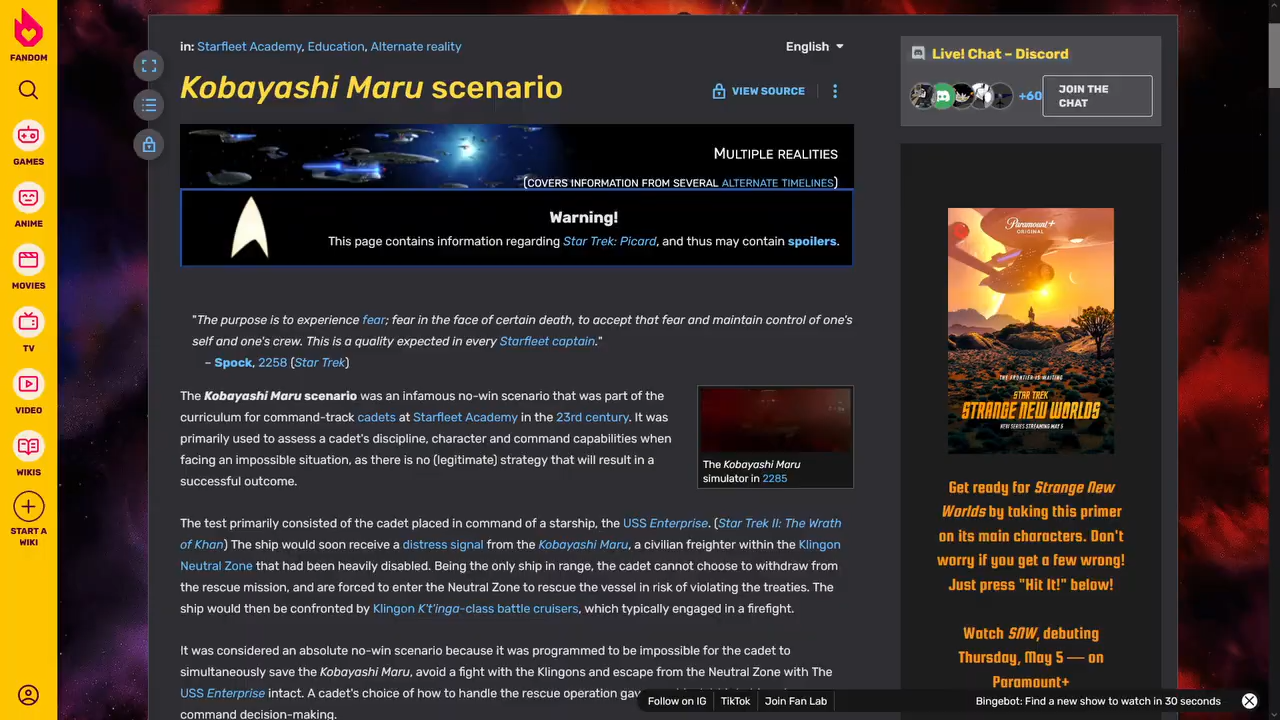 FANDOM
GAMES
ANIME
MOVIES
TV
VIDEO
WIKIS
START A
WIKI
in: Starfleet Academy, Education, Alternate reality
English
Kobayashi Maru scenario
VIEW SOURCE
MULTIPLE REALITIES
(COVERS INFORMATION FROM SEVERAL ALTERNATE TIMELINES)
Warning!
This page contains information regarding Star Trek: Picard, and thus may contain spoilers.
"The purpose is to experience fear; fear in the face of certain death, to accept that fear and maintain control of one's
self and one's crew. This is a quality expected in every Starfleet captain."
– Spock, 2258 (Star Trek)
The Kobayashi Maru scenario was an infamous no-win scenario that was part of the
curriculum for command-track cadets at Starfleet Academy in the 23rd century. It was
primarily used to assess a cadet's discipline, character and command capabilities when
facing an impossible situation, as there is no (legitimate) strategy that will result in a
successful outcome.
The Kobayashi Maru
simulator in 2285
The test primarily consisted of the cadet placed in command of a starship, the USS Enterprise. (Star Trek II: The Wrath
of Khan) The ship would soon receive a distress signal from the Kobayashi Maru, a civilian freighter within the Klingon
Neutral Zone that had been heavily disabled. Being the only ship in range, the cadet cannot choose to withdraw from
the rescue mission, and are forced to enter the Neutral Zone to rescue the vessel in risk of violating the treaties. The
ship would then be confronted by Klingon K't'inga-class battle cruisers, which typically engaged in a firefight.
It was considered an absolute no-win scenario because it was programmed to be impossible for the cadet to
simultaneously save the Kobayashi Maru, avoid a fight with the Klingons and escape from the Neutral Zone with The
USS Enterprise intact. A cadet's choice of how to handle the rescue operation gav
command decision-making.
Live! Chat – Discord
+60
JOIN THE
CHAT
Paramount+
ORIGINAL
THE FRONTIER IS WAITING
STAR TREK
STRANGE NEW WORLDS
NEW SERIES STREAMING MAY 5
Get ready for Strange New
Worlds by taking this primer
on its main characters. Don't
worry if you get a few wrong!
Just press "Hit It!" below!
Watch SNW, debuting
Thursday, May 5 — on
Paramount+
Follow on IG
TikTok
Join Fan Lab
Bingebot: Find a new show to watch in 30 seconds